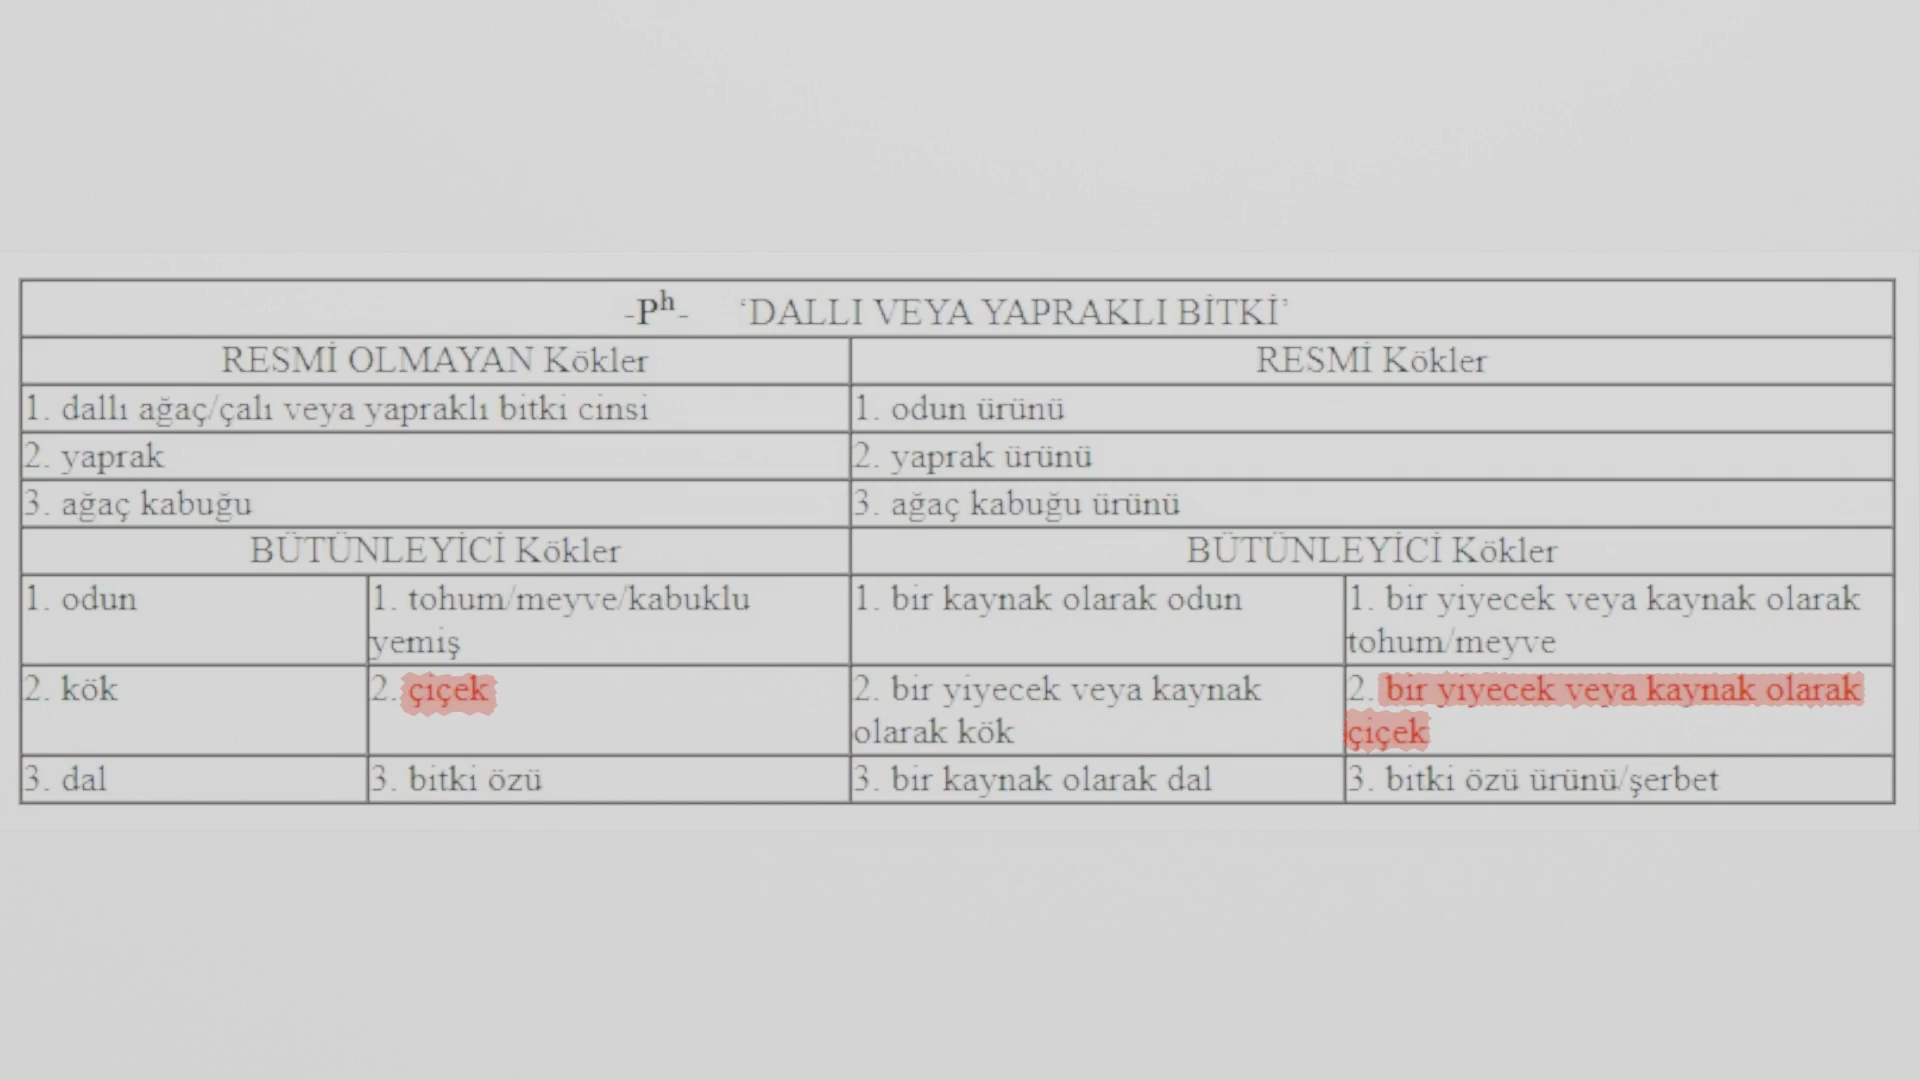 -Pʰ- ‘DALLI VEYA YAPRAKLI BİTKİ’
RESMİ OLMAYAN Kökler
RESMİ Kökler
1. dallı ağaç/çalı veya yapraklı bitki cinsi
1. odun ürünü
2. yaprak
2. yaprak ürünü
3. ağaç kabuğu
3. ağaç kabuğu ürünü
BÜTÜNLEYİCİ Kökler
BÜTÜNLEYİCİ Kökler
1. odun
1. tohum/meyve/kabuklu
yemiş
1. bir kaynak olarak odun
1. bir yiyecek veya kaynak olarak
tohum/meyve
2. kök
2. çiçek
2. bir yiyecek veya kaynak
olarak kök
2. bir yiyecek veya kaynak olarak
çiçek
3. dal
3. bitki özü
3. bir kaynak olarak dal
3. bitki özü ürünü/şerbet